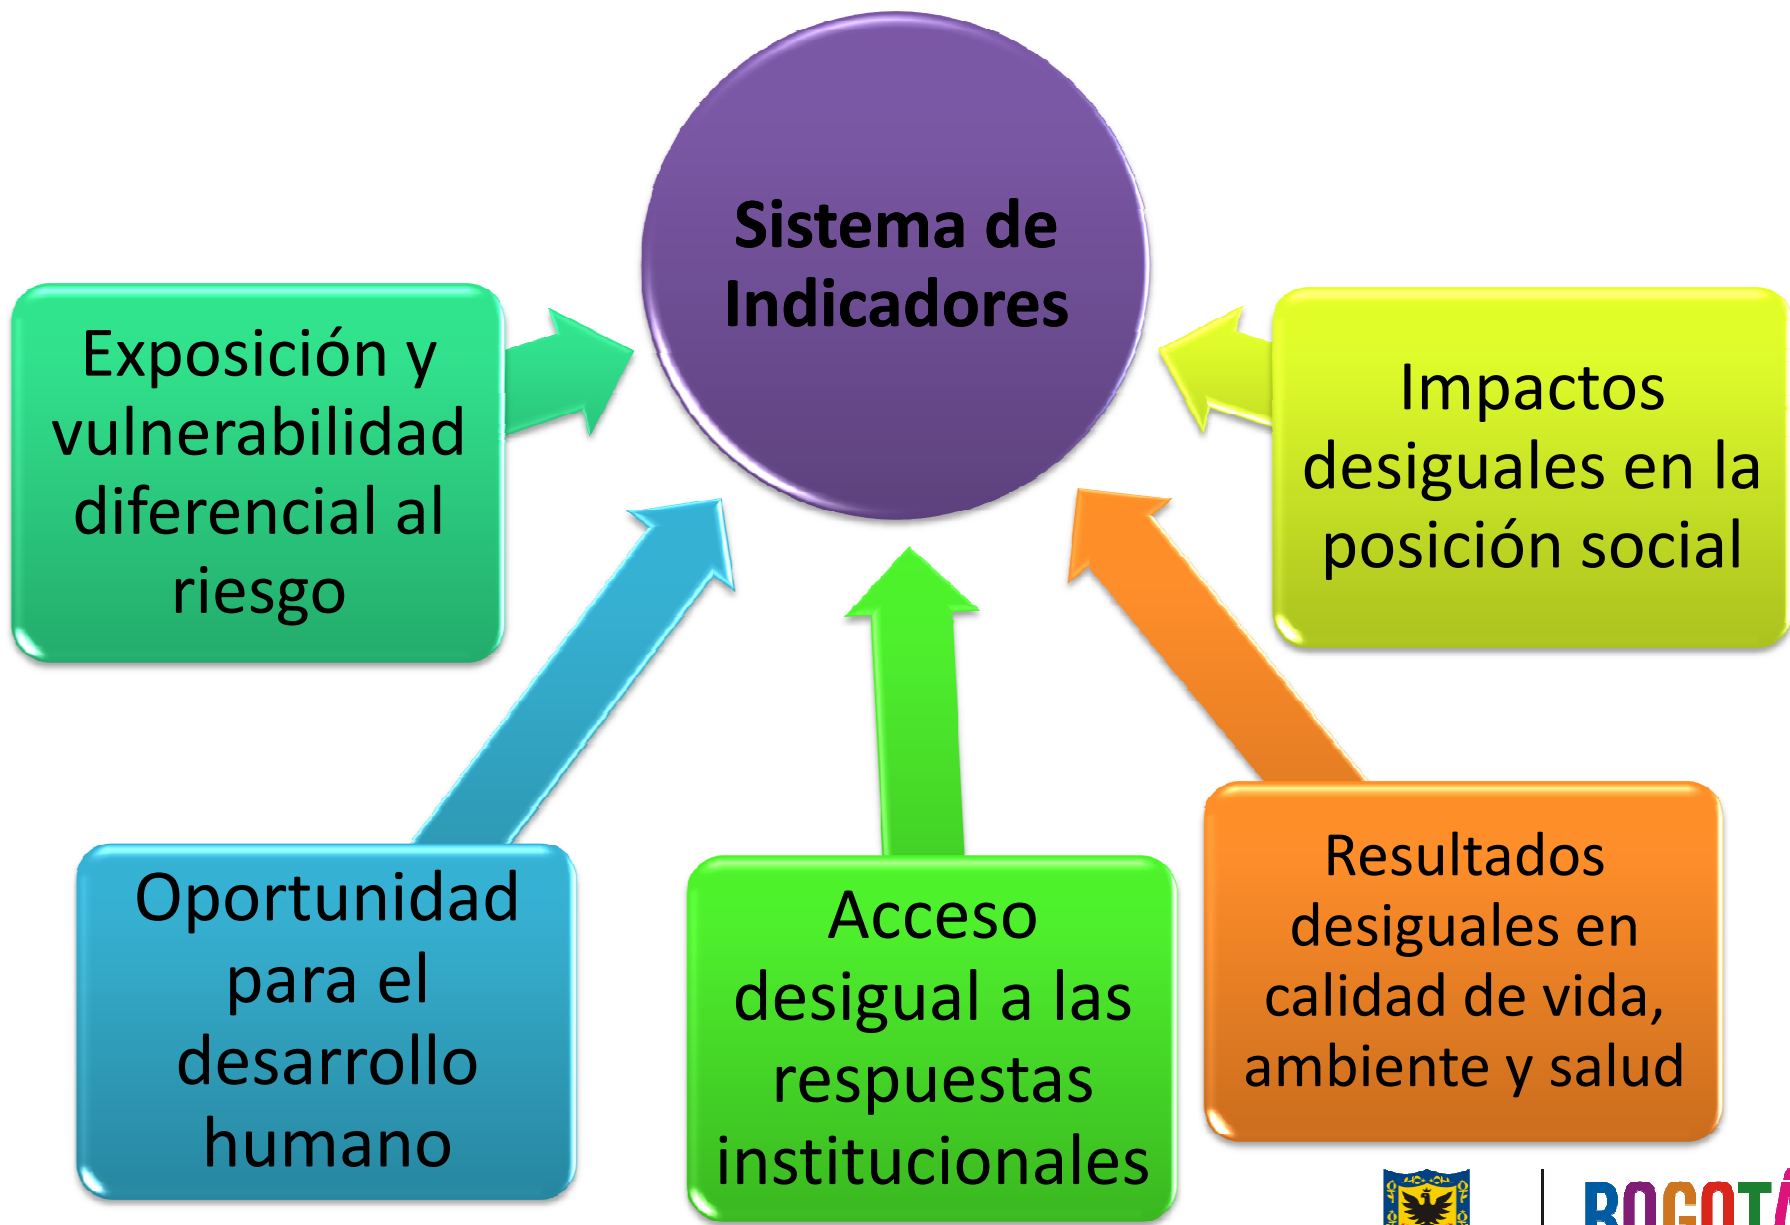 Sistema de
Indicadores
Exposición y
vulnerabilidad
diferencial al
riesgo
Impactos
desiguales en la
posición social
Oportunidad
para el
desarrollo
humano
Acceso
desigual a las
respuestas
institucionales
Resultados
desiguales en
calidad de vida,
ambiente y salud
BOGOTÁ